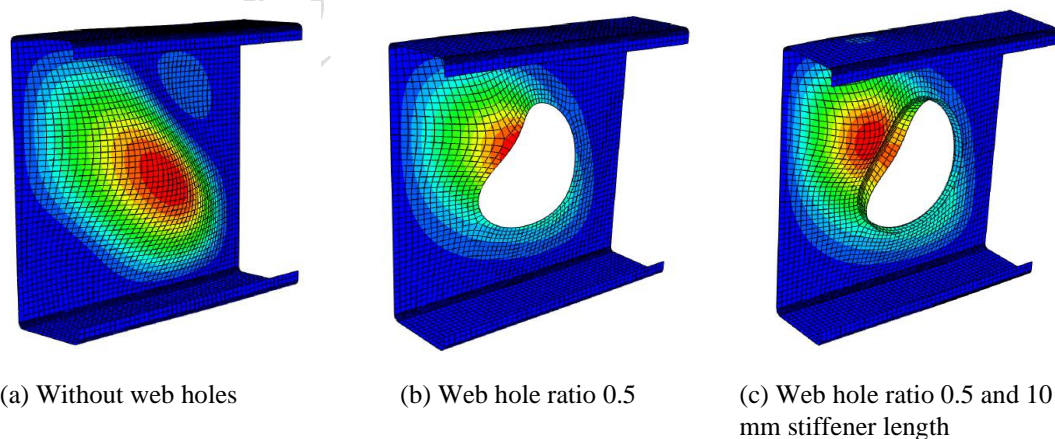 (a) Without web holes
(b) Web hole ratio 0.5
(c) Web hole ratio 0.5 and 10
mm stiffener length